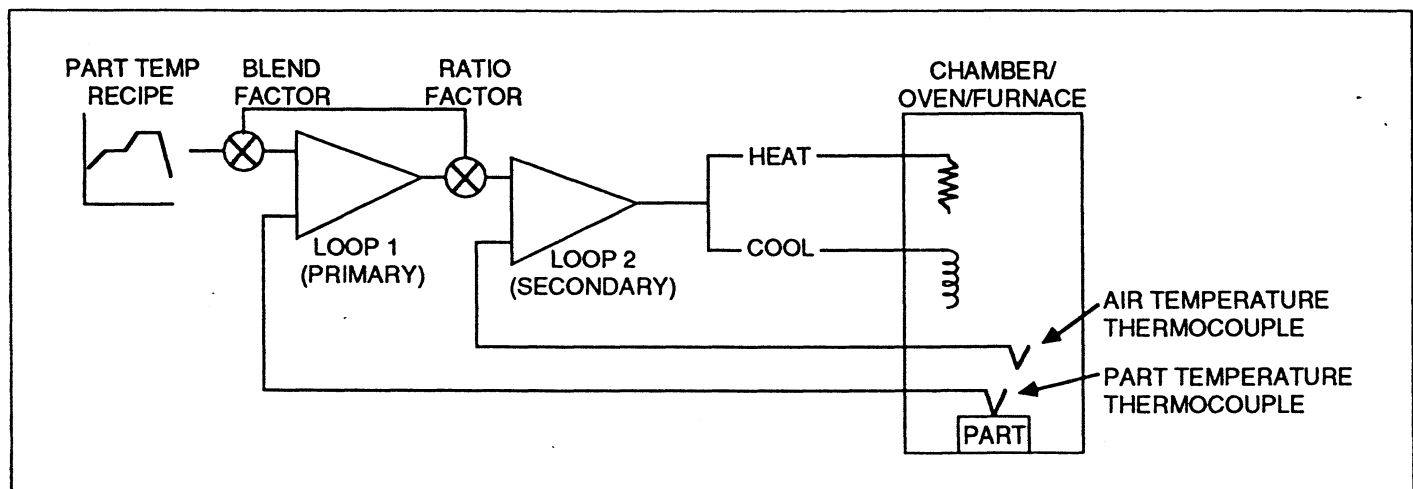 PART TEMP
RECIPE
BLEND
FACTOR
RATIO
FACTOR
CHAMBER/
OVEN/FURNACE
HEAT
COOL
LOOP 1
(PRIMARY)
LOOP 2
(SECONDARY)
AIR TEMPERATURE
THERMOCOUPLE
PART TEMPERATURE
THERMOCOUPLE
PART